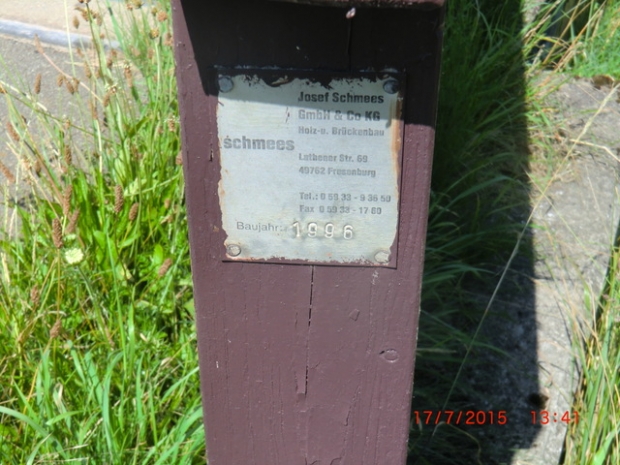 Josef Schmees
GmbH & Co KG
Holz-u. Brückenbau
schmees
Lathener Str. 69
49762 Fresenburg
Tel.: 0 59 33 - 9 36 50
Fax 0 59 33 - 17 60
Baujahr: 1996
17/7/2015 13:41